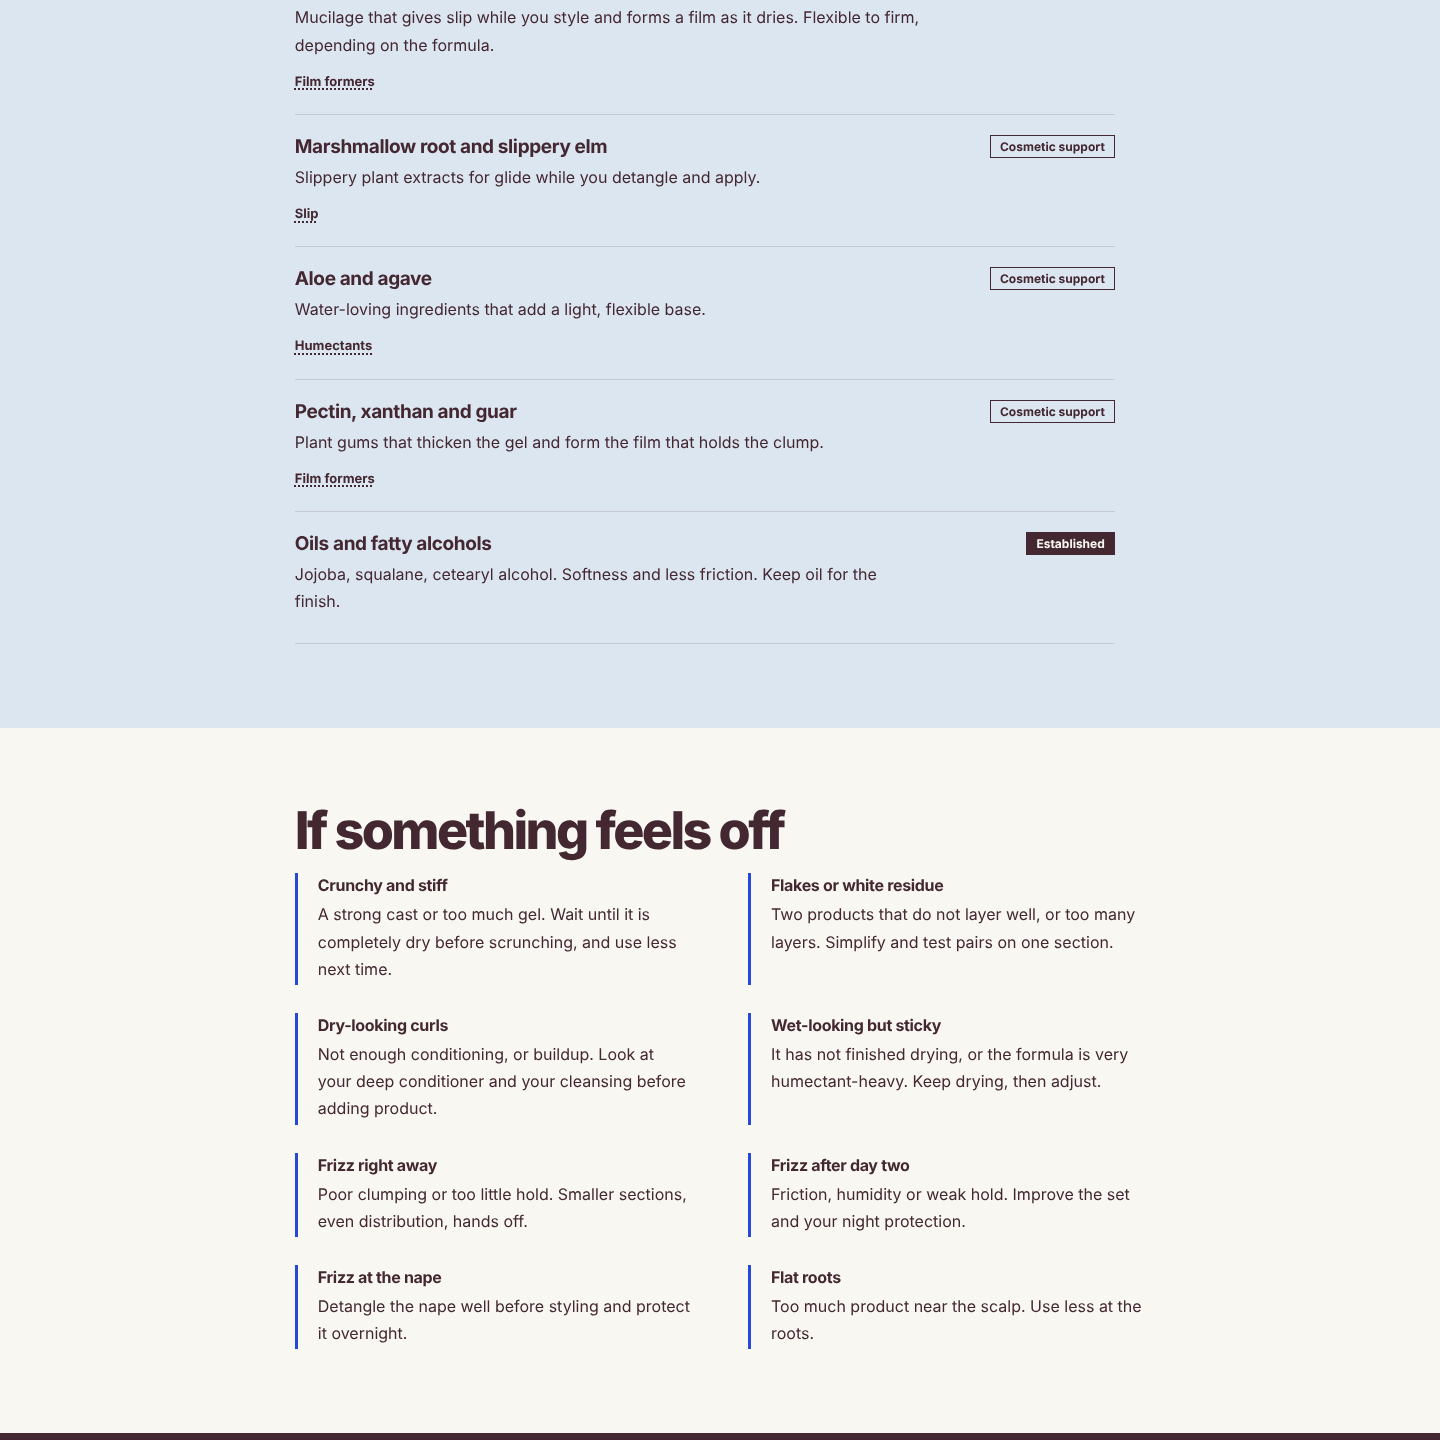 Mucilage that gives slip while you style and forms a film as it dries. Flexible to firm,
depending on the formula.
Film formers
Marshmallow root and slippery elm
Cosmetic support
Slippery plant extracts for glide while you detangle and apply.
Slip
Aloe and agave
Cosmetic support
Water-loving ingredients that add a light, flexible base.
Humectants
Pectin, xanthan and guar
Cosmetic support
Plant gums that thicken the gel and form the film that holds the clump.
Film formers
Oils and fatty alcohols
Established
Jojoba, squalane, cetearyl alcohol. Softness and less friction. Keep oil for the
finish.
If something feels off
Crunchy and stiff
A strong cast or too much gel. Wait until it is
completely dry before scrunching, and use less
next time.
Flakes or white residue
Two products that do not layer well, or too many
layers. Simplify and test pairs on one section.
Dry-looking curls
Not enough conditioning, or buildup. Look at
your deep conditioner and your cleansing before
adding product.
Wet-looking but sticky
It has not finished drying, or the formula is very
humectant-heavy. Keep drying, then adjust.
Frizz right away
Poor clumping or too little hold. Smaller sections,
even distribution, hands off.
Frizz after day two
Friction, humidity or weak hold. Improve the set
and your night protection.
Frizz at the nape
Detangle the nape well before styling and protect
it overnight.
Flat roots
Too much product near the scalp. Use less at the
roots.